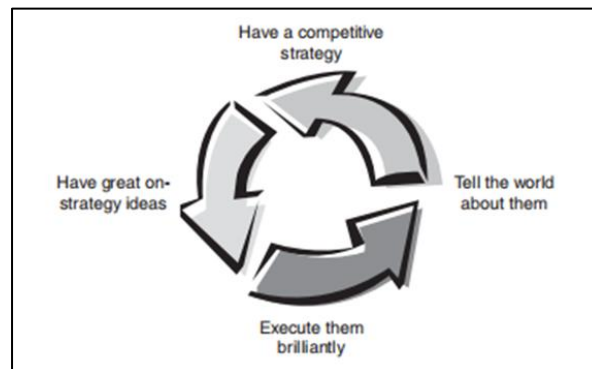 Have a competitive
strategy
Have great on-
strategy ideas
Tell the world
about them
Execute them
brilliantly